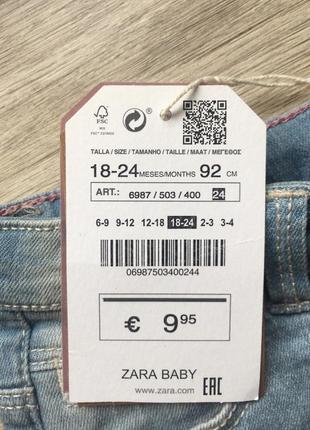 FSC
MIX
TALLA / SIZE / TAMANHO / TAILLE / MAAT / ΜΕΓΕΘΟΣ
18-24 MESES/MONTHS 92 CM
ART.: 6987 / 503 / 400 24
6-9 9-12 12-18 18-24 2-3 3-4
06987503400244
€ 9.95
ZARA BABY
www.zara.com
EAC